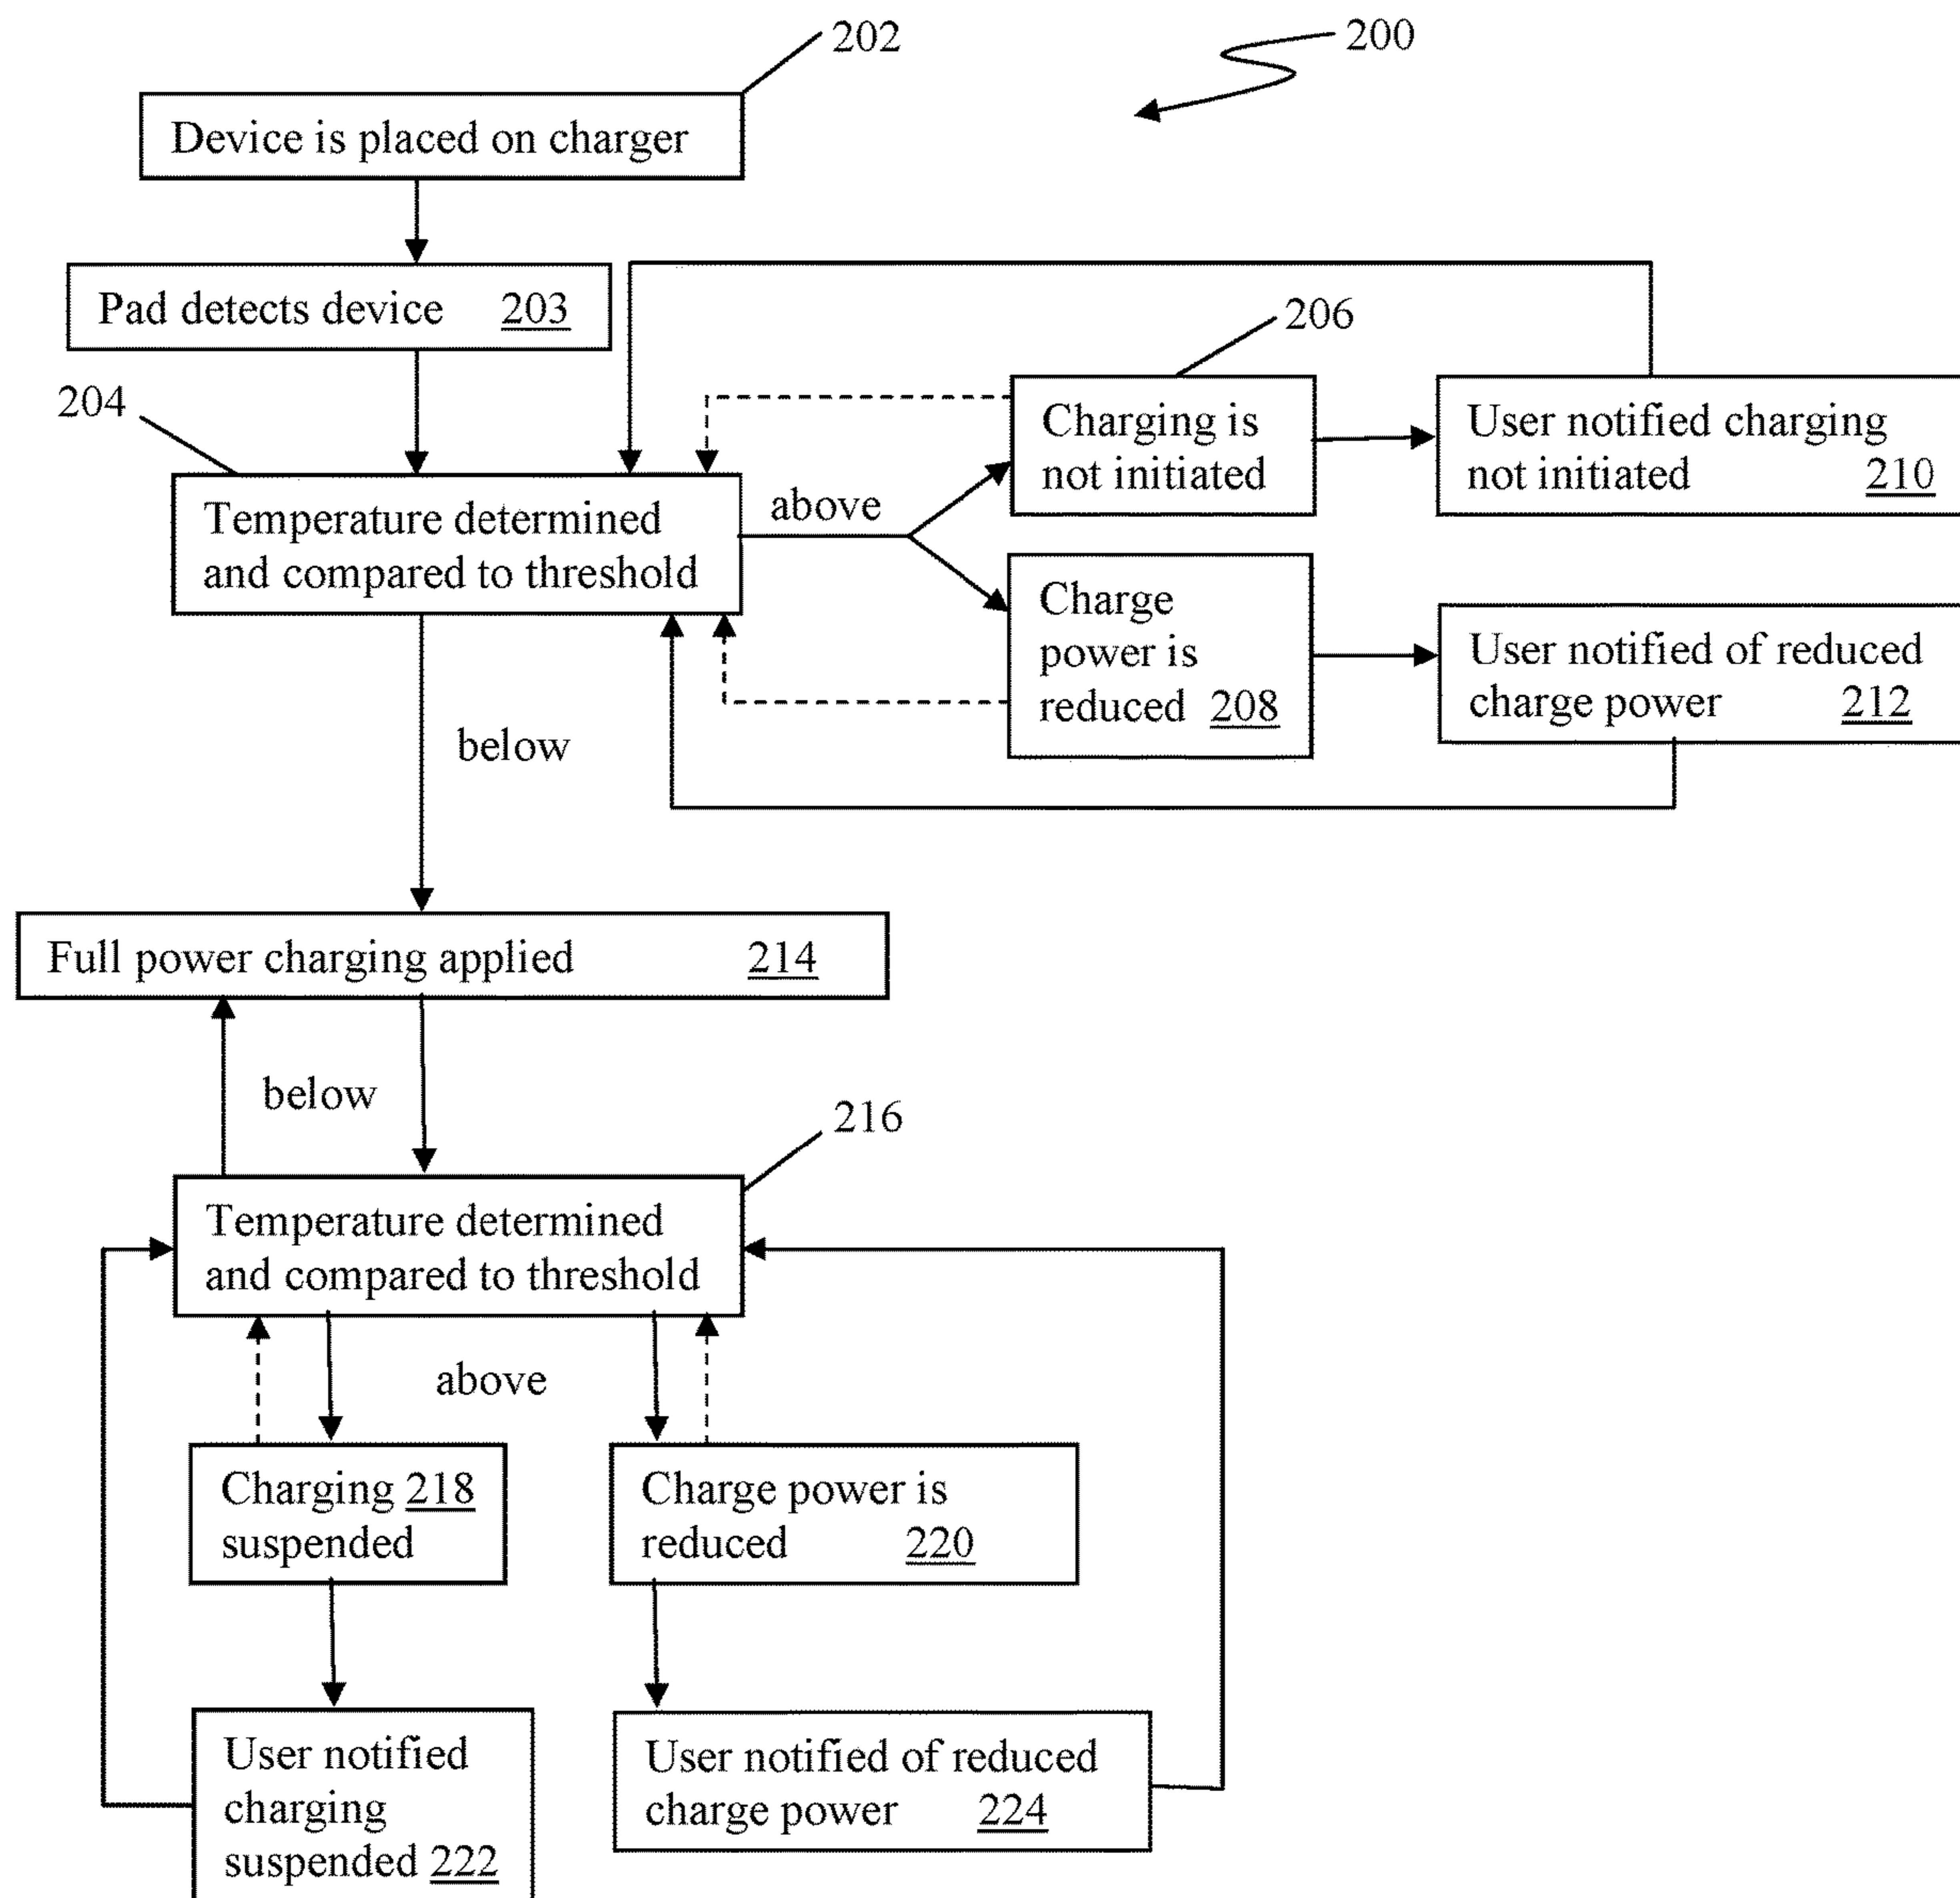 202
200
Device is placed on charger
Pad detects device 203
206
204
Charging is
not initiated
User notified charging
not initiated 210
Temperature determined
and compared to threshold
above
Charge
power is
reduced 208
User notified of reduced
charge power 212
below
Full power charging applied 214
below
216
Temperature determined
and compared to threshold
above
Charging 218
suspended
Charge power is
reduced 220
User notified
charging
suspended 222
User notified of reduced
charge power 224